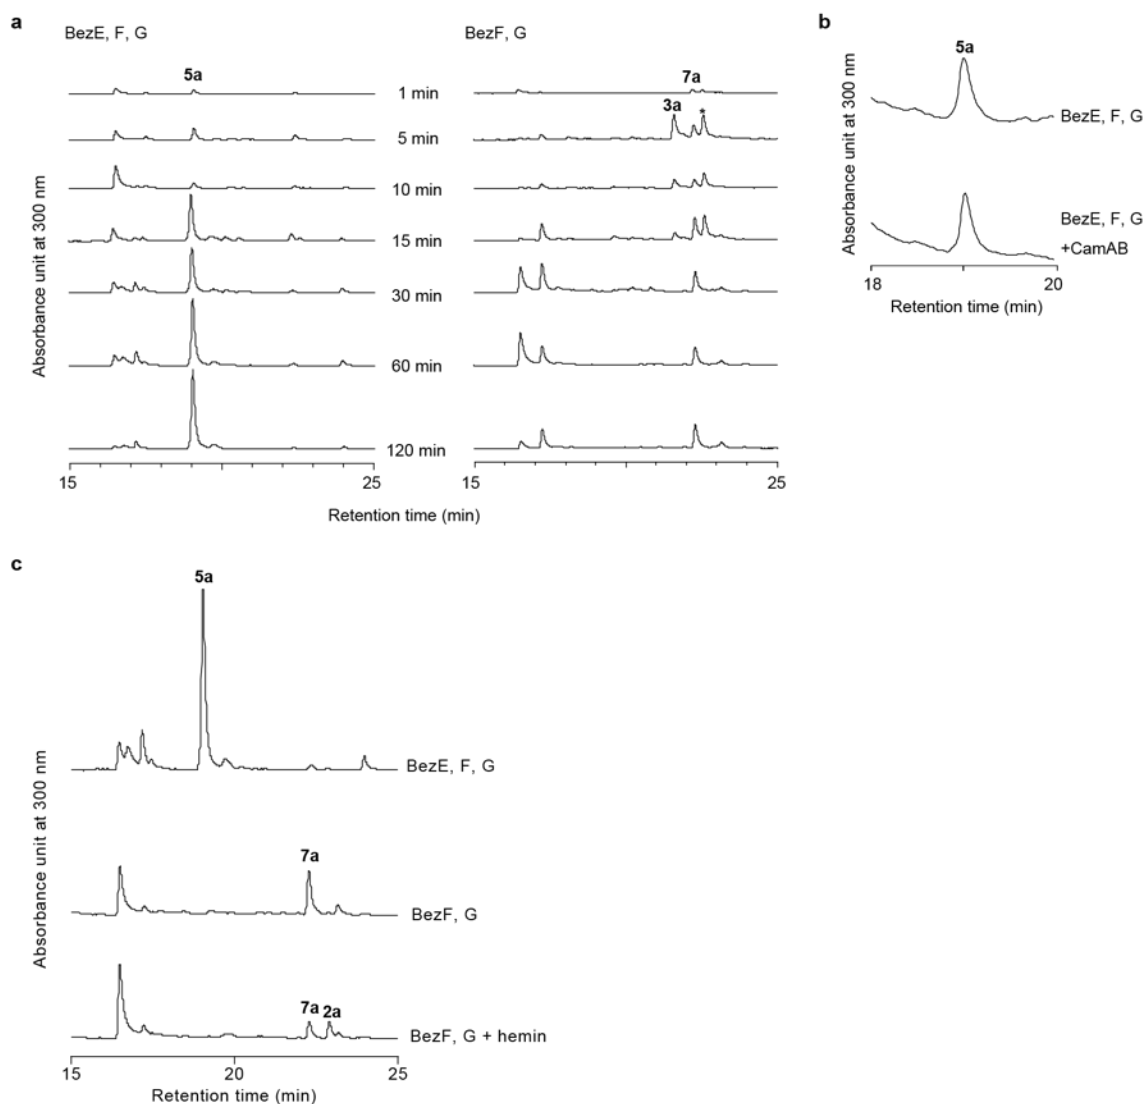 a
BezE, F, G
BezF, G
5a
7a
1 min
3a
*
5 min
10 min
15 min
30 min
60 min
120 min
Absorbance unit at 300 nm
15
25
15
25
Retention time (min)
b
5a
BezE, F, G
BezE, F, G
+CamAB
Absorbance unit at 300 nm
18
20
Retention time (min)
c
5a
BezE, F, G
7a
BezF, G
7a 2a
BezF, G + hemin
Absorbance unit at 300 nm
15
20
25
Retention time (min)